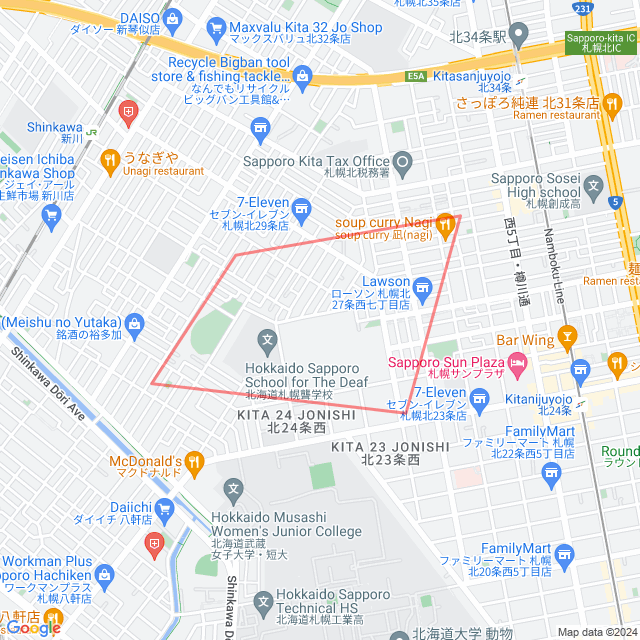 札幌北35条店
231
DAISO
ダイソー 新琴似店
Maxvalu Kita 32 Jo Shop
マックスバリュ北32条店
北34条駅
Sapporo-kita IC
札幌北IC
Recycle Bigban tool
store & fishing tackle...
なんでもリサイクル
ビッグバン工具館&...
E5A
Kitasanjuyojo
北34条
さっぽろ純連 北31条店
Ramen restaurant
Shinkawa
新川
JR
うなぎや
Unagi restaurant
Sapporo Kita Tax Office
札幌北税務署
Sapporo Sosei
High school
札幌創成高
5
eisen Ichiba
inkawa Shop
ジェイ・アール
生鮮市場 新川店
7-Eleven
セブン-イレブン
札幌北29条店
soup curry Nagi
soup curry 凪(nagi)
西5丁目・樽川通
Namboku Line
麺
Ramen resta
Lawson
ローソン 札幌北
27条西七丁目店
(Meishu no Yutaka)
銘酒の裕多加
Bar Wing
Shinkawa Dori Ave
Hokkaido Sapporo
School for The Deaf
北海道札幌聾学校
Sapporo Sun Plaza
札幌サンプラザ
7-Eleven
セブン-イレブン
札幌北23条店
Kitanijuyojo
北24条
KITA 24 JONISHI
北24条西
KITA 23 JONISHI
北23条西
FamilyMart
ファミリーマート 札幌
北22条西5丁目店
Round
ラウント
McDonald's
マクドナルド
Daiichi
ダイイチ 八軒店
Hokkaido Musashi
Women's Junior College
北海道武蔵
女子大学・短大
Workman Plus
pporo Hachiken
ワークマンプラス
札幌八軒店
FamilyMart
ファミリーマート 札幌
北20条西5丁目店
Shinkawa Do
Hokkaido Sapporo
Technical HS
北海道札幌工業高
八軒店
restaurant
北海道大学 動物
Google
Map data ©2024